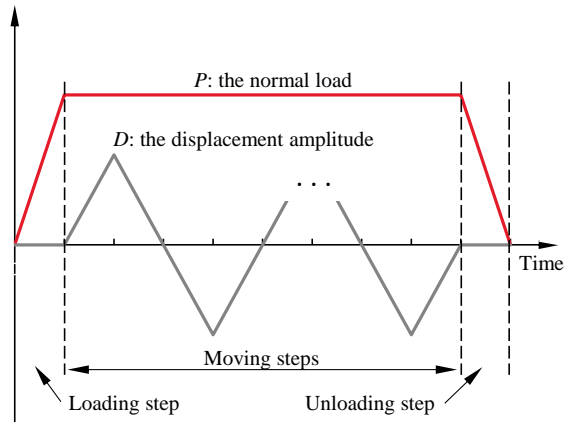 P: the normal load
D: the displacement amplitude
. . .
Time
Moving steps
Loading step
Unloading step